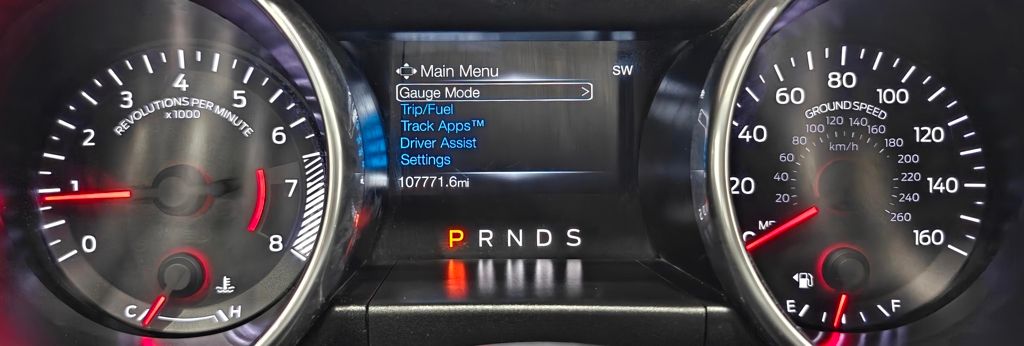 Main Menu
SW
Gauge Mode >
Trip/Fuel
Track Apps™
Driver Assist
Settings
107771.6mi
P R N D S
0
1
2
3
4
5
6
7
8
REVOLUTIONS PER MINUTE
x 1000
C
H
20
40
60
80
100
120
140
160
GROUND SPEED
20
40
60
80
100
120
140
160
180
200
220
240
260
km/h
E
F